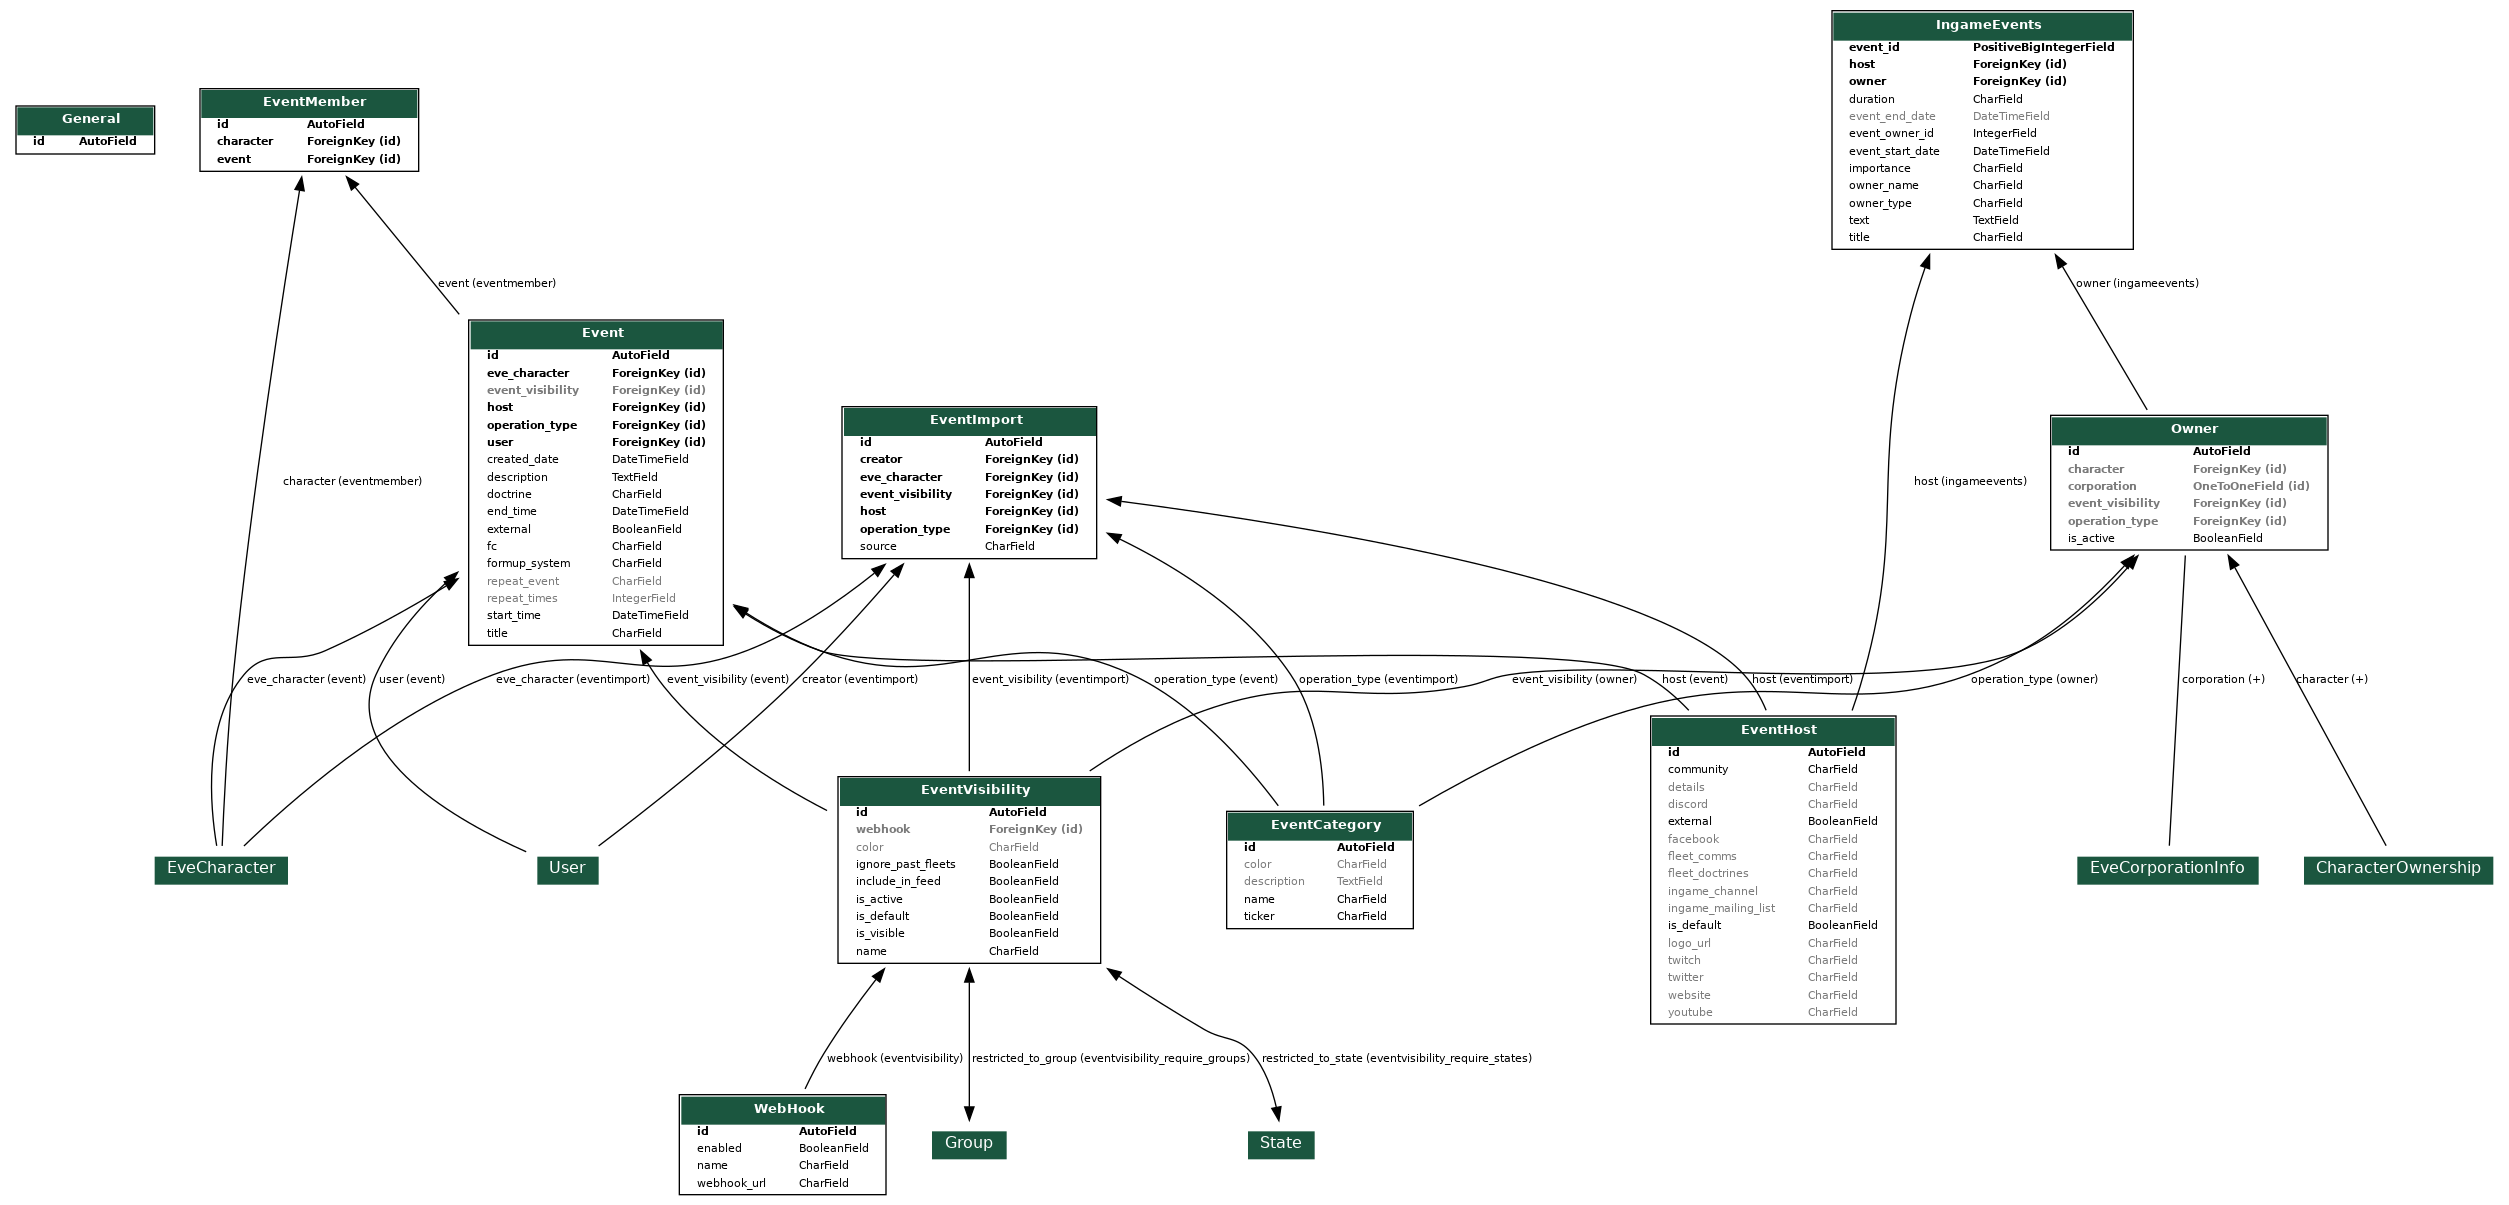 IngameEvents
event_id PositiveBigIntegerField
host ForeignKey (id)
owner ForeignKey (id)
duration CharField
event_end_date DateTimeField
event_owner_id IntegerField
event_start_date DateTimeField
importance CharField
owner_name CharField
owner_type CharField
text TextField
title CharField
General
id AutoField
EventMember
id AutoField
character ForeignKey (id)
event ForeignKey (id)
event (eventmember)
owner (ingameevents)
Event
id AutoField
eve_character ForeignKey (id)
event_visibility ForeignKey (id)
host ForeignKey (id)
operation_type ForeignKey (id)
user ForeignKey (id)
created_date DateTimeField
description TextField
doctrine CharField
end_time DateTimeField
external BooleanField
fc CharField
formup_system CharField
repeat_event CharField
repeat_times IntegerField
start_time DateTimeField
title CharField
EventImport
id AutoField
creator ForeignKey (id)
eve_character ForeignKey (id)
event_visibility ForeignKey (id)
host ForeignKey (id)
operation_type ForeignKey (id)
source CharField
Owner
id AutoField
character ForeignKey (id)
corporation OneToOneField (id)
event_visibility ForeignKey (id)
operation_type ForeignKey (id)
is_active BooleanField
character (eventmember)
host (ingameevents)
eve_character (event)
user (event)
eve_character (eventimport)
event_visibility (event)
creator (eventimport)
event_visibility (eventimport)
operation_type (event)
operation_type (eventimport)
event_visibility (owner)
host (event)
host (eventimport)
operation_type (owner)
corporation (+)
character (+)
EventVisibility
id AutoField
webhook ForeignKey (id)
color CharField
ignore_past_fleets BooleanField
include_in_feed BooleanField
is_active BooleanField
is_default BooleanField
is_visible BooleanField
name CharField
EventCategory
id AutoField
color CharField
description TextField
name CharField
ticker CharField
EventHost
id AutoField
community CharField
details CharField
discord CharField
external BooleanField
facebook CharField
fleet_comms CharField
fleet_doctrines CharField
ingame_channel CharField
ingame_mailing_list CharField
is_default BooleanField
logo_url CharField
twitch CharField
twitter CharField
website CharField
youtube CharField
EveCharacter
User
EveCorporationInfo
CharacterOwnership
webhook (eventvisibility)
restricted_to_group (eventvisibility_require_groups)
restricted_to_state (eventvisibility_require_states)
WebHook
id AutoField
enabled BooleanField
name CharField
webhook_url CharField
Group
State